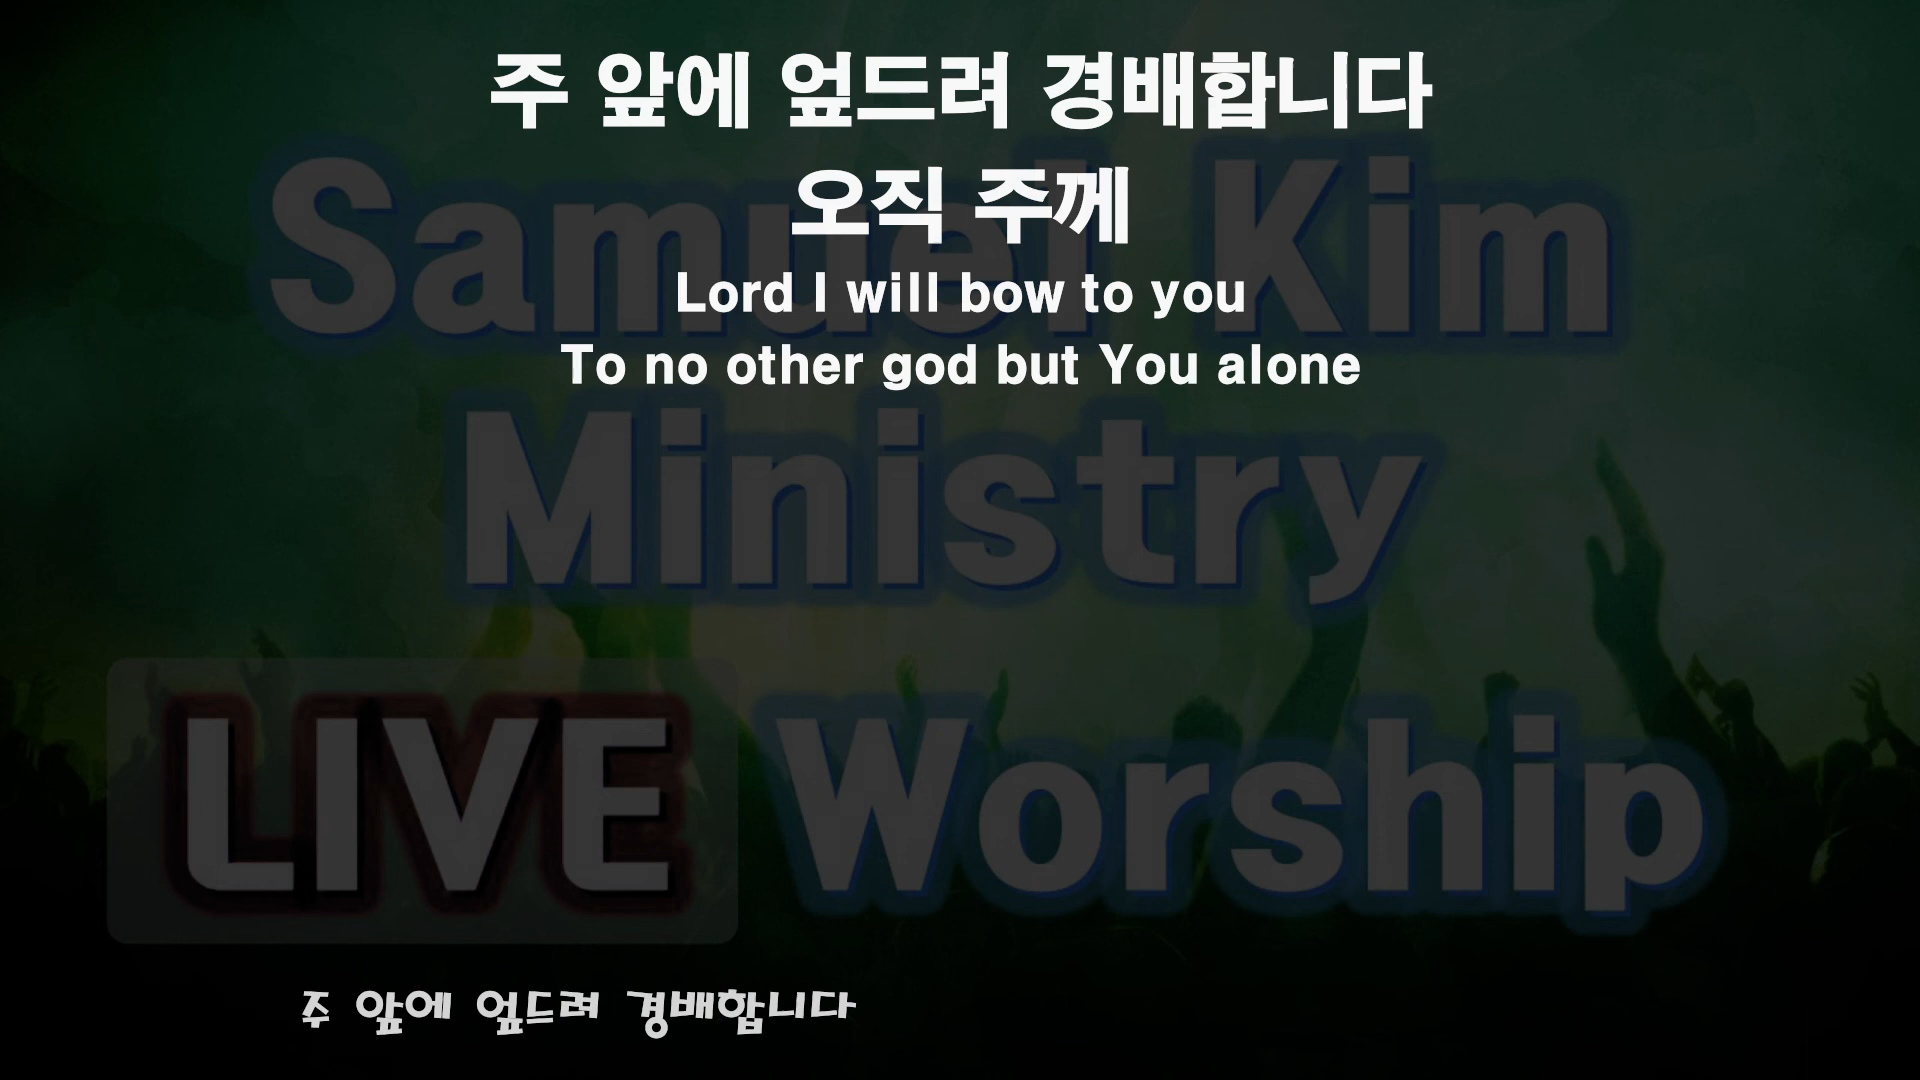 주 앞에 엎드려 경배합니다
오직 주께
Lord I will bow to you
To no other god but You alone
Samuel Kim
Ministry
LIVE Worship
주 앞에 엎드려 경배합니다